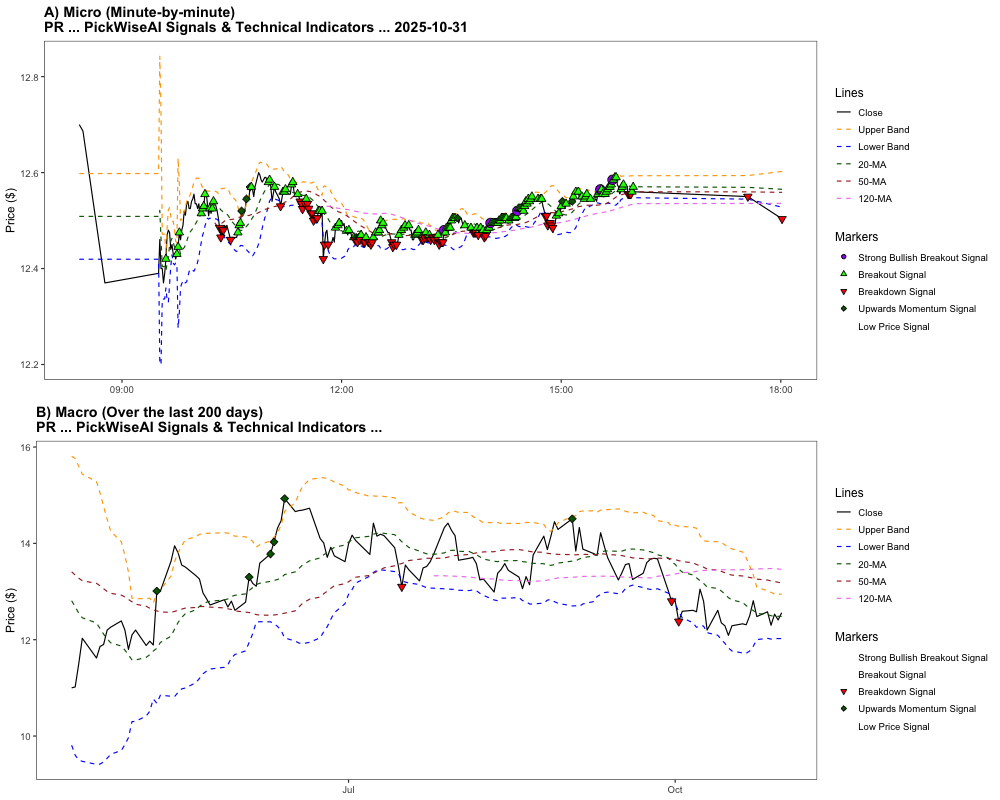 A) Micro (Minute-by-minute)
PR ... PickWiseAI Signals & Technical Indicators ... 2025-10-31
Price ($)
12.8
12.6
12.4
12.2
09:00
12:00
15:00
18:00
Lines
Close
Upper Band
Lower Band
20-MA
50-MA
120-MA
Markers
Strong Bullish Breakout Signal
Breakout Signal
Breakdown Signal
Upwards Momentum Signal
Low Price Signal
B) Macro (Over the last 200 days)
PR ... PickWiseAI Signals & Technical Indicators ...
Price ($)
16
14
12
10
Jul
Oct
Lines
Close
Upper Band
Lower Band
20-MA
50-MA
120-MA
Markers
Strong Bullish Breakout Signal
Breakout Signal
Breakdown Signal
Upwards Momentum Signal
Low Price Signal